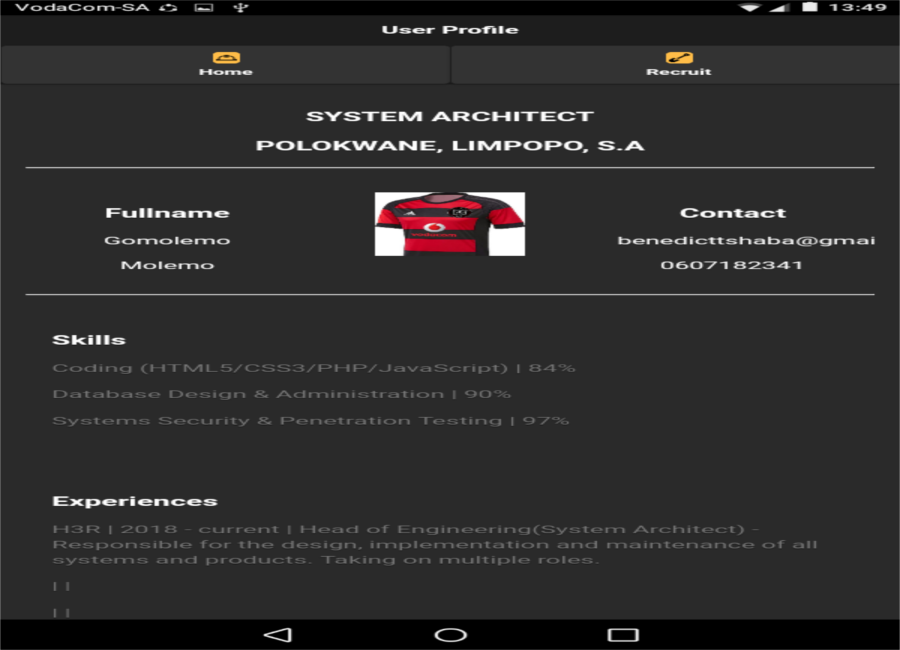 VodaCom-SA 13:49
User Profile
Home Recruit
SYSTEM ARCHITECT
POLOKWANE, LIMPOPO, S.A
Fullname
Gomolemo
Molemo
vodacom
Contact
benedicttshaba@gmai
0607182341
Skills
Coding (HTML5/CSS3/PHP/JavaScript) | 84%
Database Design & Administration | 90%
Systems Security & Penetration Testing | 97%
Experiences
H3R | 2018 - current | Head of Engineering(System Architect) -
Responsible for the design, implementation and maintenance of all
systems and products. Taking on multiple roles.
| |
| |